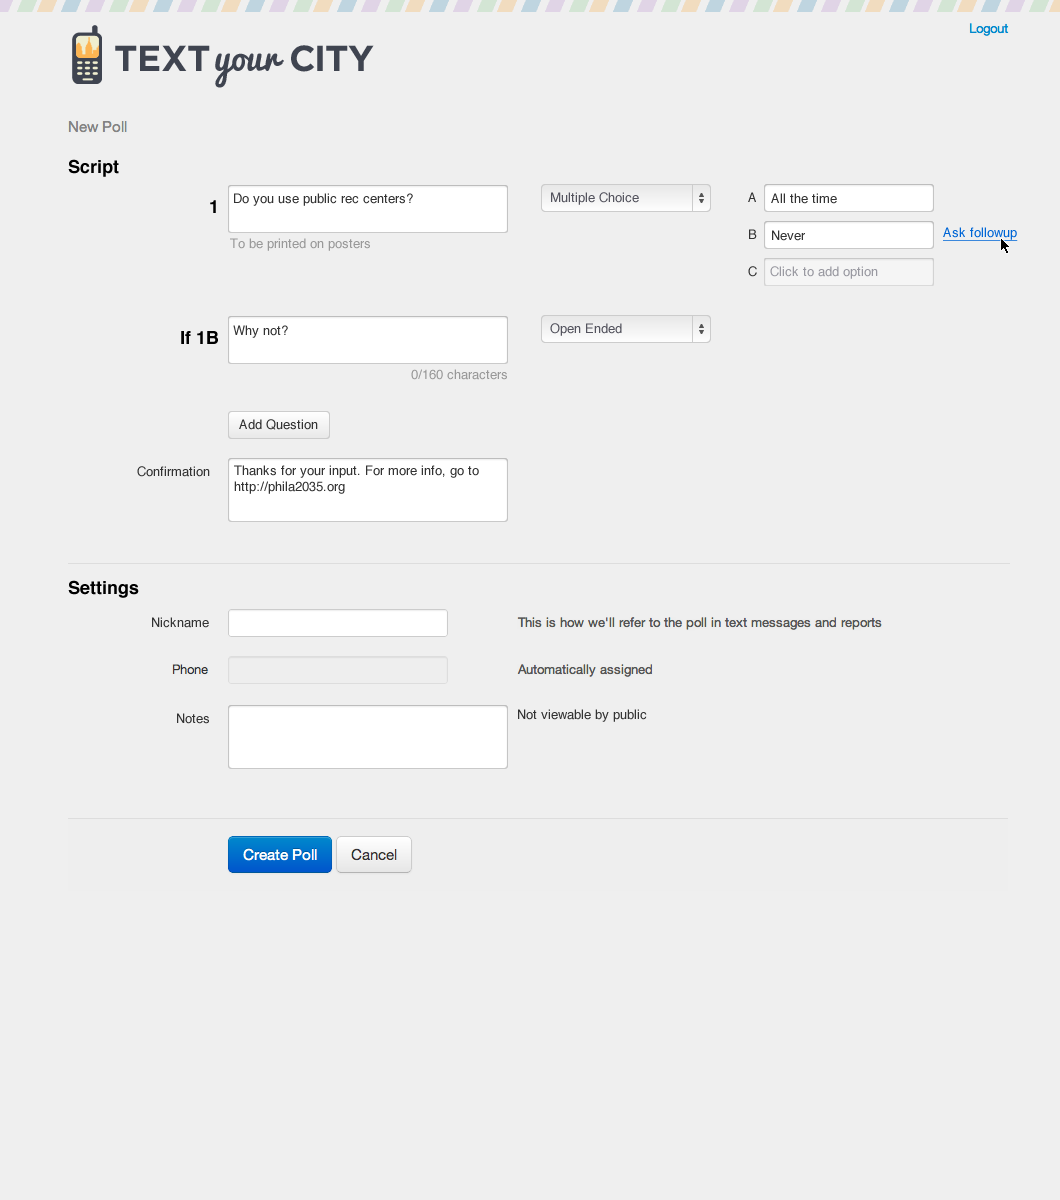 Logout
TEXT your CITY
New Poll
Script
1
Do you use public rec centers?
Multiple Choice
A
All the time
To be printed on posters
B
Never
Ask followup
C
Click to add option
If 1B
Why not?
Open Ended
0/160 characters
Add Question
Confirmation
Thanks for your input. For more info, go to
http://phila2035.org
Settings
Nickname
This is how we'll refer to the poll in text messages and reports
Phone
Automatically assigned
Notes
Not viewable by public
Create Poll
Cancel